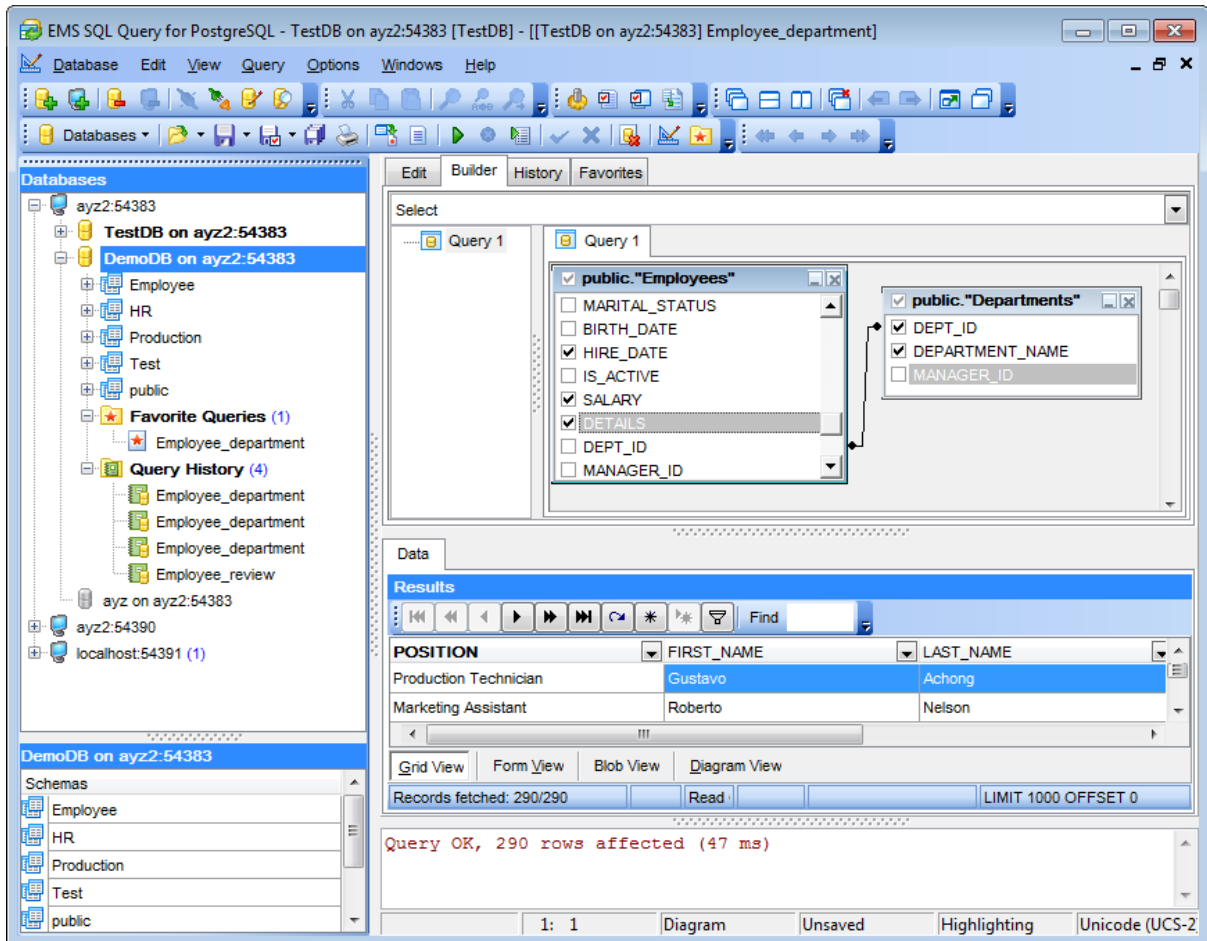 EMS SQL Query for PostgreSQL - TestDB on ayz2:54383 [TestDB] - [[TestDB on ayz2:54383] Employee_department]
Database Edit View Query Options Windows Help
Databases
Databases
ayz2:54383
TestDB on ayz2:54383
DemoDB on ayz2:54383
Employee
HR
Production
Test
public
Favorite Queries (1)
Employee_department
Query History (4)
Employee_department
Employee_department
Employee_department
Employee_review
ayz on ayz2:54383
ayz2:54390
localhost:54391 (1)
DemoDB on ayz2:54383
Schemas
Employee
HR
Production
Test
public
Edit Builder History Favorites
Select
Query 1
Query 1
public."Employees"
MARITAL_STATUS
BIRTH_DATE
HIRE_DATE
IS_ACTIVE
SALARY
DETAILS
DEPT_ID
MANAGER_ID
public."Departments"
DEPT_ID
DEPARTMENT_NAME
MANAGER_ID
Data
Results
Find
POSITION FIRST_NAME LAST_NAME
Production Technician Gustavo Achong
Marketing Assistant Roberto Nelson
Grid View Form View Blob View Diagram View
Records fetched: 290/290 Read LIMIT 1000 OFFSET 0
Query OK, 290 rows affected (47 ms)
1: 1 Diagram Unsaved Highlighting Unicode (UCS-2